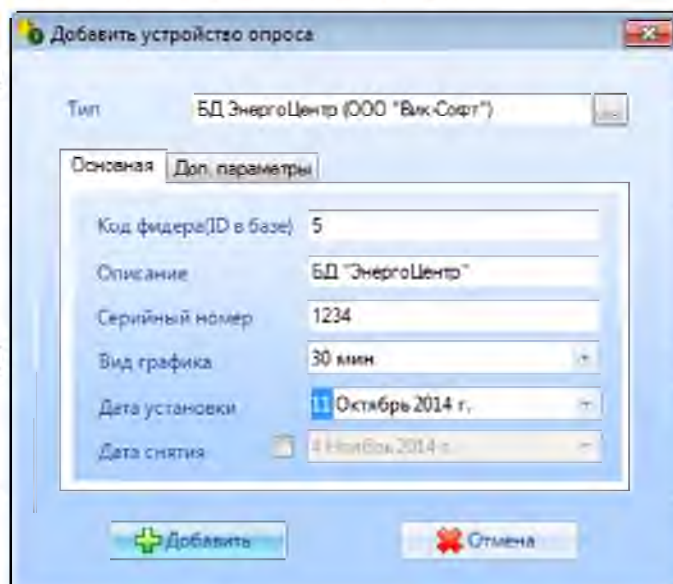 Добавить устройство опроса
Тип БД ЭнергоЦентр (ООО "Вик-Софт") ...
Основная Доп. параметры
Код фидера(ID в базе) 5
Описание БД "ЭнергоЦентр"
Серийный номер 1234
Вид графика 30 мин
Дата установки 11 Октябрь 2014 г.
Дата снятия 4 Ноябрь 2014 г.
Добавить Отмена